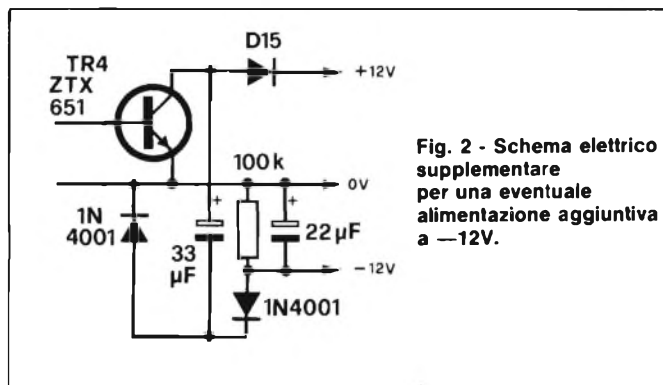 D15
TR4
ZTX
651
+12V
100k
0V
+
+
1N
4001
33
µF
22µF
−12V
1N4001
Fig. 2 - Schema elettrico
supplementare
per una eventuale
alimentazione aggiuntiva
a —12V.